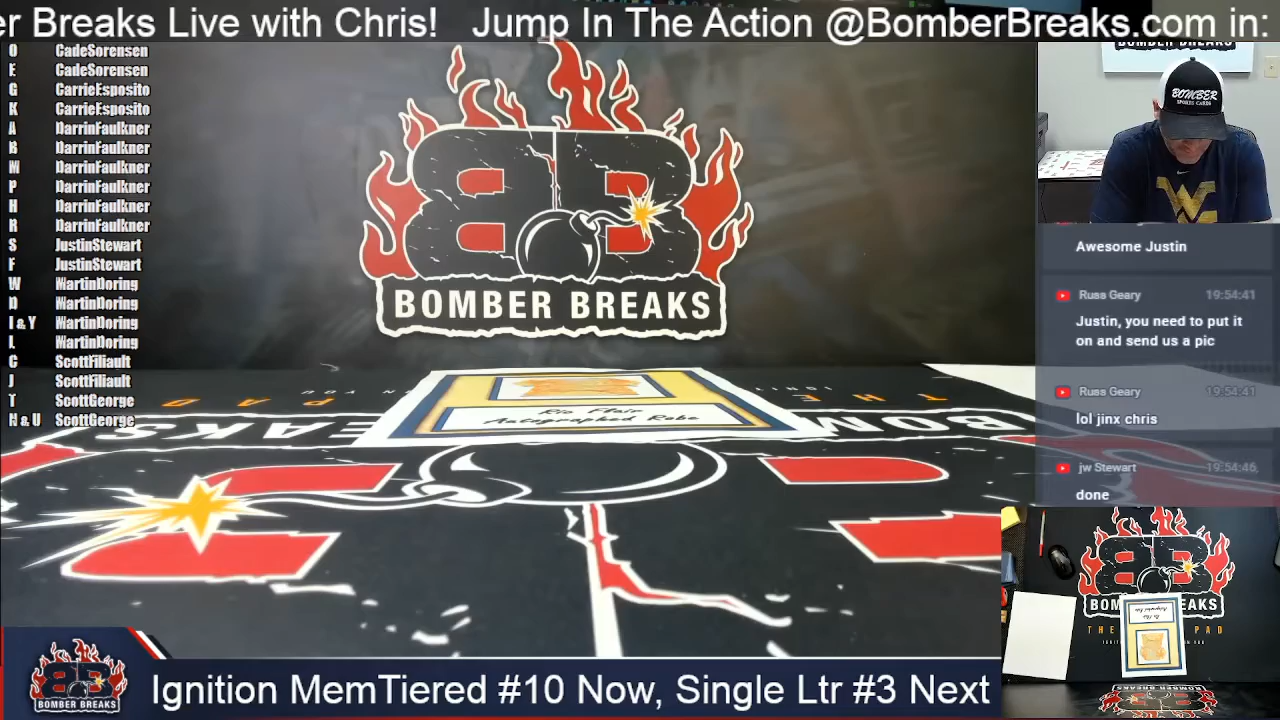 er Breaks Live with Chris! Jump In The Action @BomberBreaks.com in:
O CadeSorensen
E CadeSorensen
G CarrieEsposito
K CarrieEsposito
A DarrinFaulkner
B DarrinFaulkner
M DarrinFaulkner
P DarrinFaulkner
H DarrinFaulkner
R DarrinFaulkner
S JustinStewart
F JustinStewart
W MartinDoring
D MartinDoring
I & Y MartinDoring
L MartinDoring
C ScottFiliault
J ScottFiliault
T ScottGeorge
N & U ScottGeorge
BB
BOMBER BREAKS
Ric Flair
Autographed Robe
BOMBER
SPORTS CARDS
Awesome Justin
Russ Geary 19:54:41
Justin, you need to put it
on and send us a pic
Russ Geary 19:54:41
lol jinx chris
jw Stewart 19:54:46
done
BOMBER BREAKS
Ignition MemTiered #10 Now, Single Ltr #3 Next